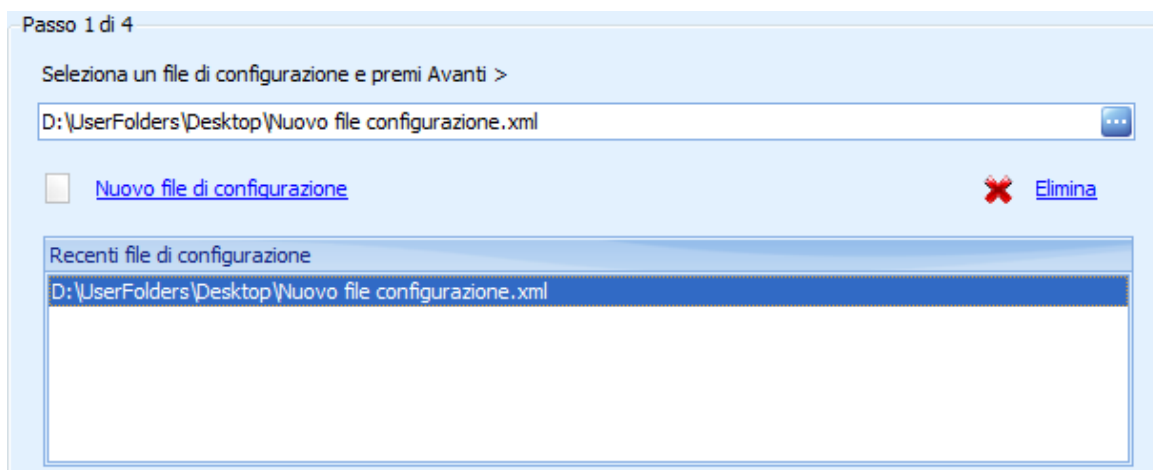 Passo 1 di 4
Seleziona un file di configurazione e premi Avanti >
D:\UserFolders\Desktop\Nuovo file configurazione.xml
Nuovo file di configurazione
Elimina
Recenti file di configurazione
D:\UserFolders\Desktop\Nuovo file configurazione.xml